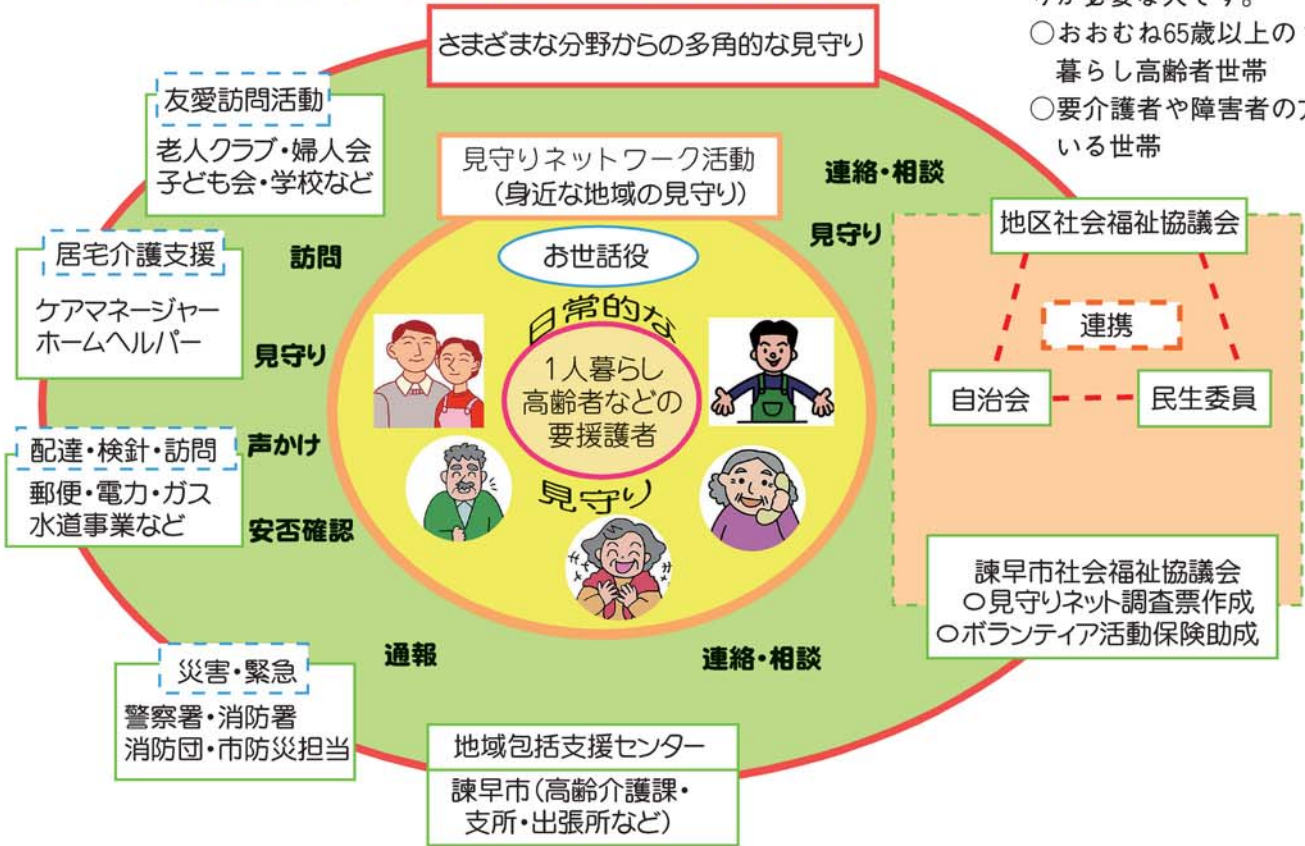 さまざまな分野からの多角的な見守り
○おおむね65歳以上の
暮らし高齢者世帯
○要介護者や障害者の
いる世帯
友愛訪問活動
老人クラブ・婦人会
子ども会・学校など
見守りネットワーク活動
(身近な地域の見守り)
連絡・相談
見守り
地区社会福祉協議会
連携
自治会
民生委員
居宅介護支援
ケアマネージャー
ホームヘルパー
訪問
見守り
お世話役
日常的な
1人暮らし
高齢者などの
要援護者
見守り
配達・検針・訪問
郵便・電力・ガス
水道事業など
声かけ
安否確認
諫早市社会福祉協議会
○見守りネット調査票作成
○ボランティア活動保険助成
災害・緊急
警察署・消防署
消防団・市防災担当
通報
連絡・相談
地域包括支援センター
諫早市(高齢介護課・
支所・出張所など)